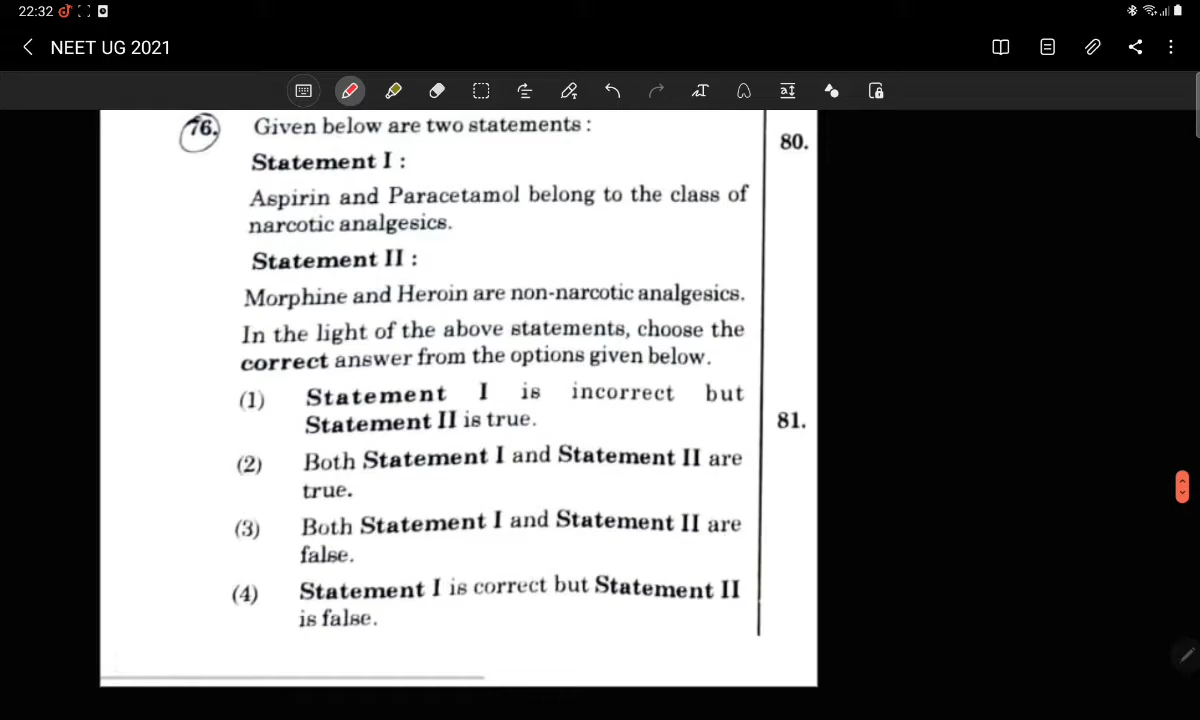 22:32
NEET UG 2021
76. Given below are two statements :
Statement I :
Aspirin and Paracetamol belong to the class of
narcotic analgesics.
Statement II :
Morphine and Heroin are non-narcotic analgesics.
In the light of the above statements, choose the
correct answer from the options given below.
(1) Statement I is incorrect but
Statement II is true.
(2) Both Statement I and Statement II are
true.
(3) Both Statement I and Statement II are
false.
(4) Statement I is correct but Statement II
is false.
80.
81.